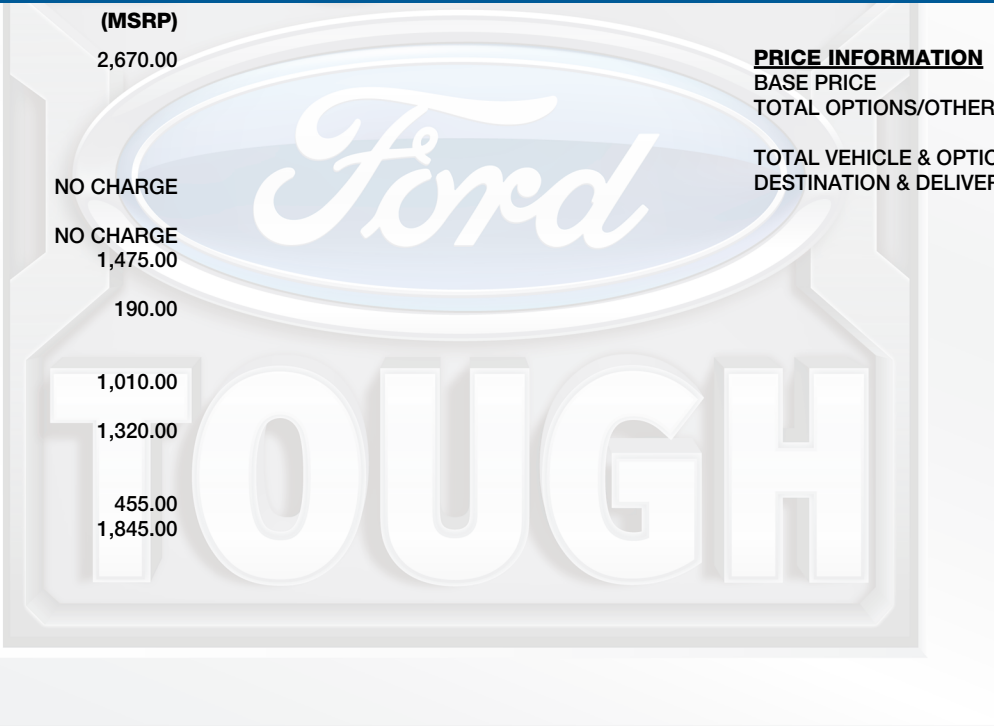 (MSRP)
2,670.00
NO CHARGE
NO CHARGE
1,475.00
190.00
1,010.00
1,320.00
455.00
1,845.00
PRICE INFORMATION
BASE PRICE
TOTAL OPTIONS/OTHER
TOTAL VEHICLE & OPTIO
DESTINATION & DELIVER
Ford
TOUGH